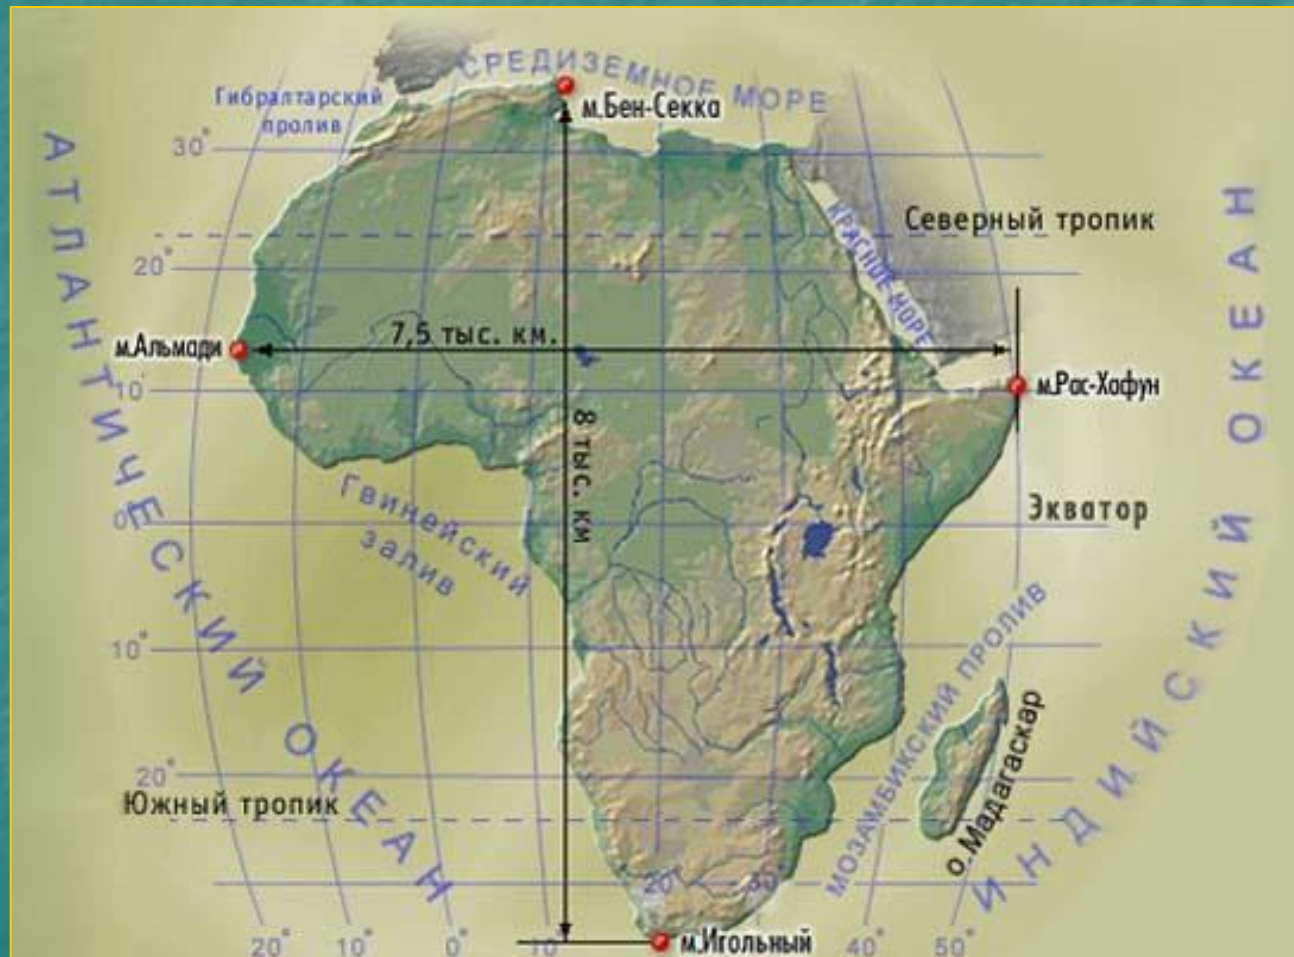 СРЕДИЗЕМНОЕ МОРЕ
Гибралтарский
пролив
м.Бен-Секка
30°
АТЛАНТИЧЕСКИЙ ОКЕАН
Северный тропик
КРАСНОЕ МОРЕ
20°
7,5 тыс. км.
м.Альмади
10°
м.Рас-Хафун
8 тыс. км
Гвинейский
залив
0°
Экватор
ИНДИЙСКИЙ ОКЕАН
10°
МОЗАМБИКСКИЙ ПРОЛИВ
о.Мадагаскар
20°
Южный тропик
20°
30°
20°
10°
0°
10°
м.Игольный
40°
50°